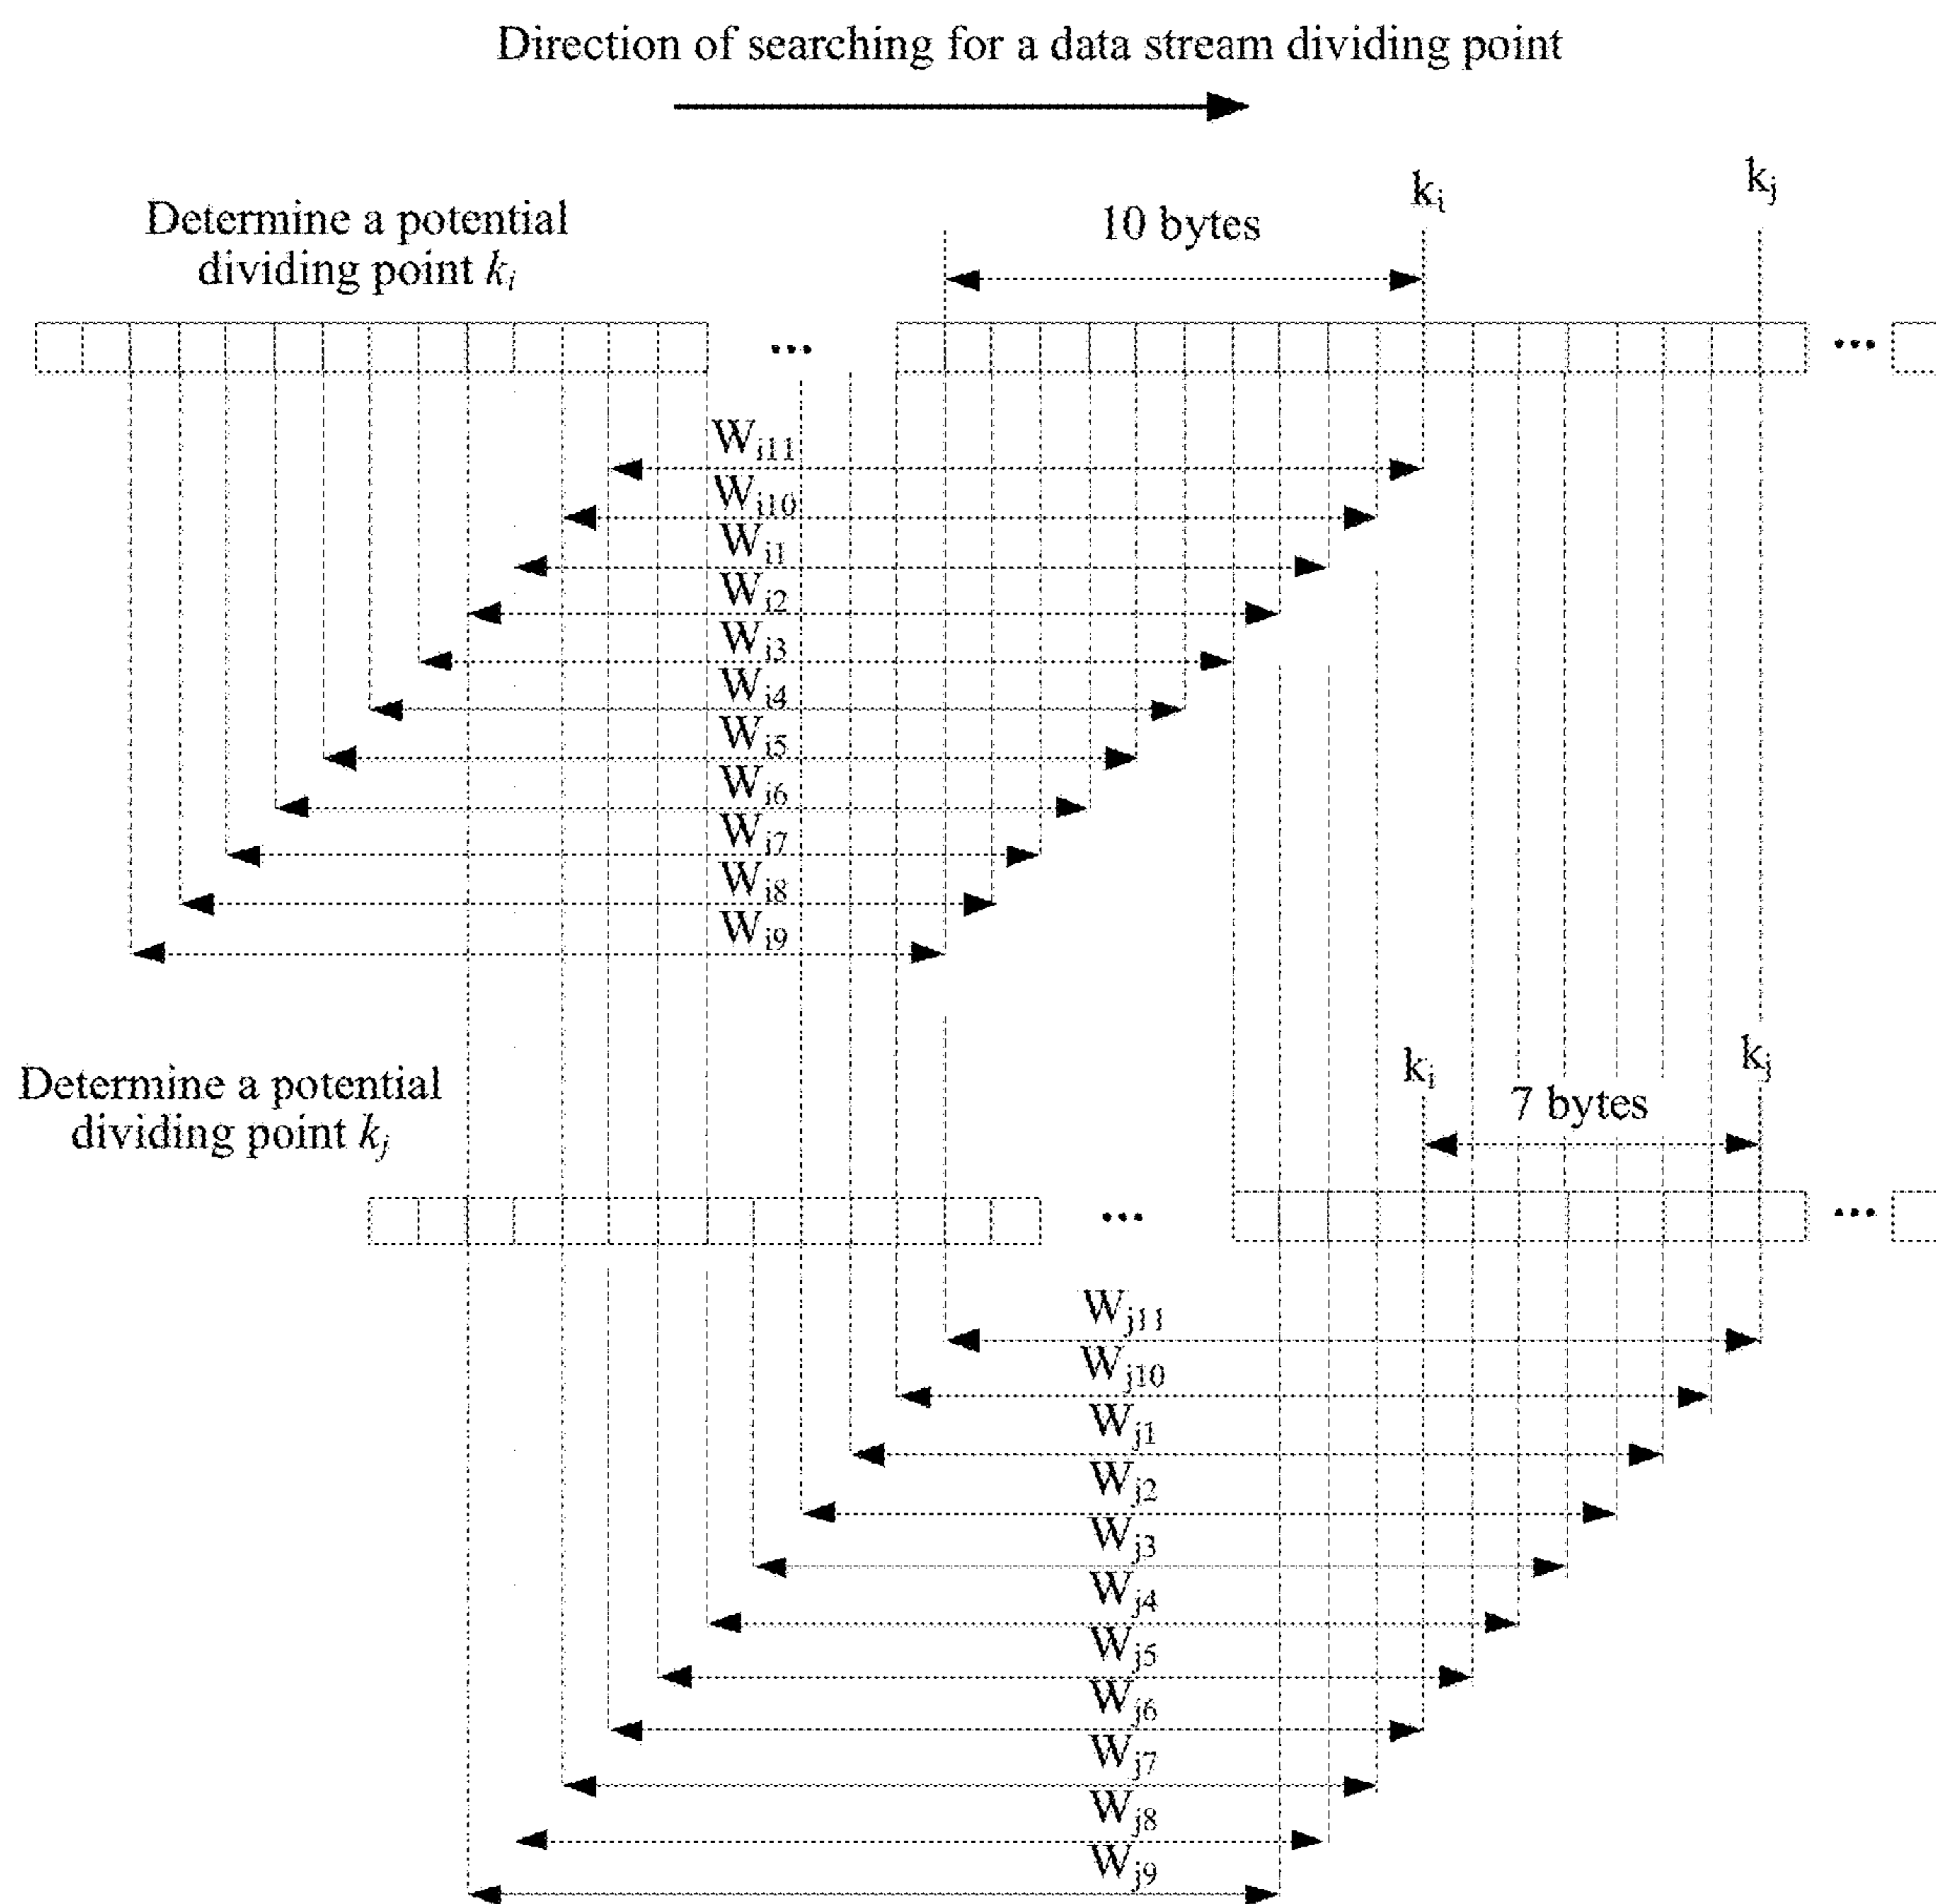 Direction of searching for a data stream dividing point
Determine a potential
dividing point ki
10 bytes
ki
kj
...
...
Wi11
Wi10
Wi1
Wi2
Wi3
Wi4
Wi5
Wi6
Wi7
Wi8
Wi9
Determine a potential
dividing point kj
ki
7 bytes
kj
...
...
Wj11
Wj10
Wj1
Wj2
Wj3
Wj4
Wj5
Wj6
Wj7
Wj8
Wj9